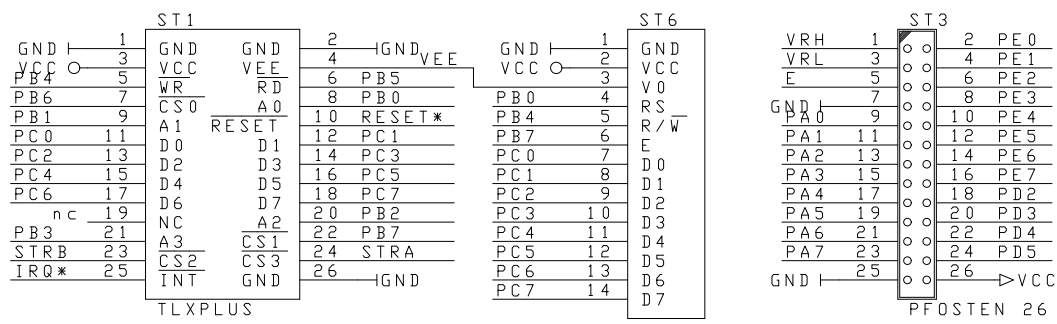 ST1
GND 1 GND GND 2 GND
VCC 3 VCC VEE 4 VEE
PB4 5 WR RD 6 PB5
PB6 7 CS0 A0 8 PB0
PB1 9 A1 RESET 10 RESET*
PC0 11 D0 D1 12 PC1
PC2 13 D2 D3 14 PC3
PC4 15 D4 D5 16 PC5
PC6 17 D6 D7 18 PC7
nc 19 NC A2 20 PB2
PB3 21 A3 CS1 22 PB7
STRB 23 CS2 CS3 24 STRA
IRQ* 25 INT GND 26 GND
TLXPLUS
ST6
GND 1 GND
VCC 2 VCC
3 V0
PB0 4 RS
PB4 5 R/W
PB7 6 E
PC0 7 D0
PC1 8 D1
PC2 9 D2
PC3 10 D3
PC4 11 D4
PC5 12 D5
PC6 13 D6
PC7 14 D7
ST3
VRH 1 2 PE0
VRL 3 4 PE1
E 5 6 PE2
GND 7 8 PE3
PA0 9 10 PE4
PA1 11 12 PE5
PA2 13 14 PE6
PA3 15 16 PE7
PA4 17 18 PD2
PA5 19 20 PD3
PA6 21 22 PD4
PA7 23 24 PD5
GND 25 26 VCC
PFOSTEN 26